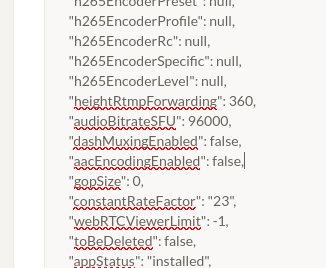 "h265EncoderPreset": null,
"h265EncoderProfile": null,
"h265EncoderRc": null,
"h265EncoderSpecific": null,
"h265EncoderLevel": null,
"heightRtmpForwarding": 360,
"audioBitrateSFU": 96000,
"dashMuxingEnabled": false,
"aacEncodingEnabled": false,
"gopSize": 0,
"constantRateFactor": "23",
"webRTCViewerLimit": -1,
"toBeDeleted": false,
"appStatus": "installed",